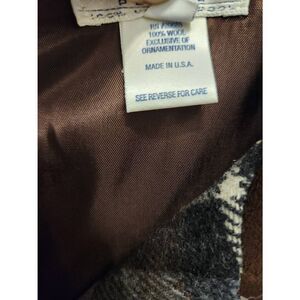 100% WOOL
EXCLUSIVE OF
ORNAMENTATION
MADE IN U.S.A.
SEE REVERSE FOR CARE